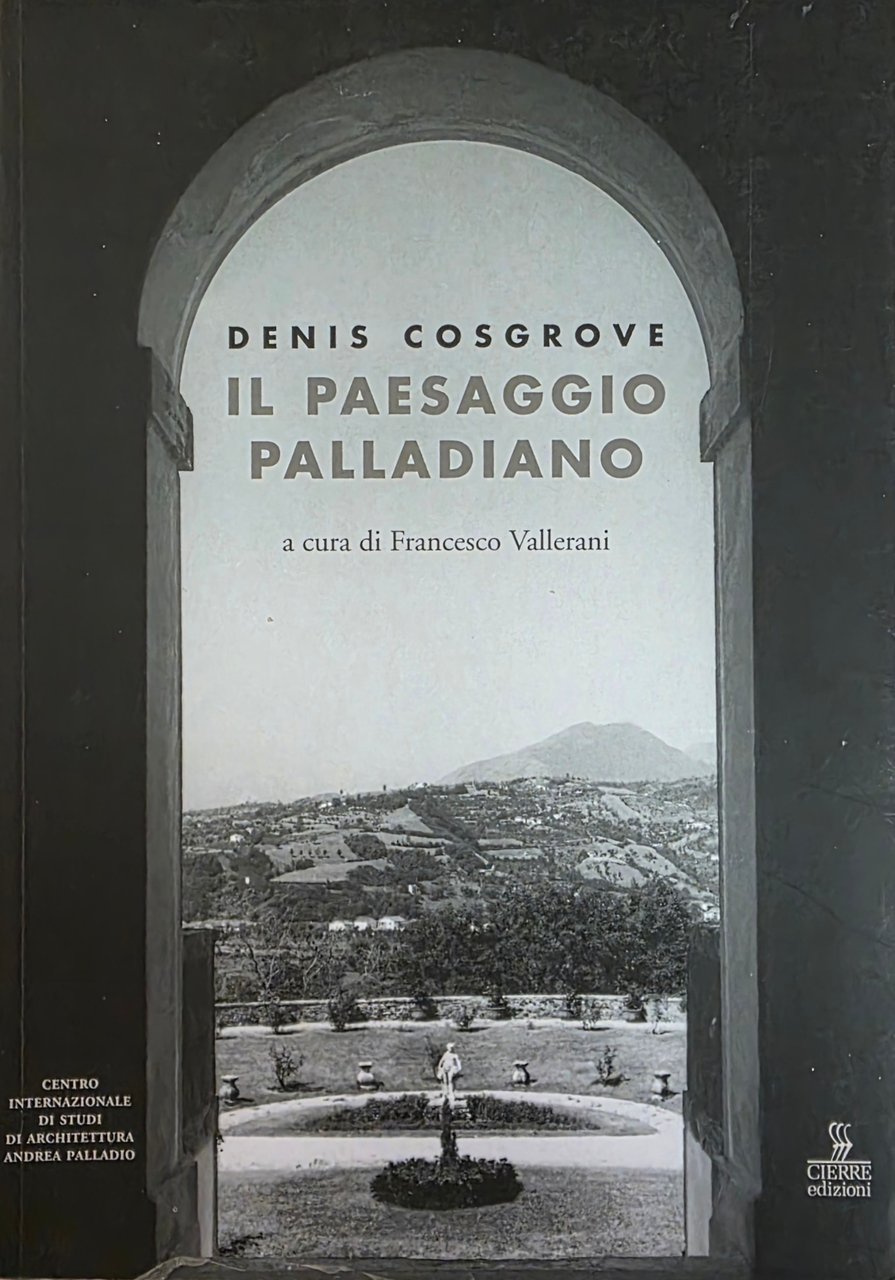 DENIS COSGROVE
IL PAESAGGIO
PALLADIANO
a cura di Francesco Vallerani
CENTRO
INTERNAZIONALE
DI STUDI
DI ARCHITETTURA
ANDREA PALLADIO
CIERRE
edizioni